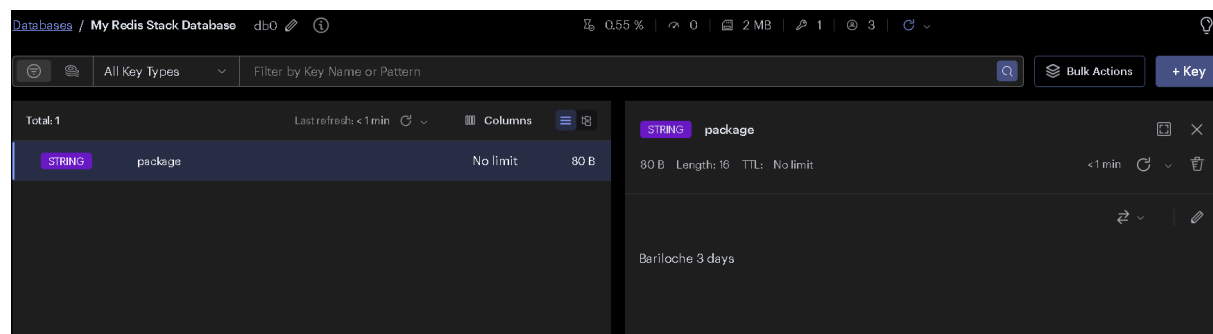 Databases / My Redis Stack Database db0 0.55 % 0 2 MB 1 3
All Key Types Filter by Key Name or Pattern Bulk Actions + Key
Total: 1 Last refresh: < 1 min Columns
STRING package No limit 80 B
STRING package
80 B Length: 16 TTL: No limit <1 min
Bariloche 3 days